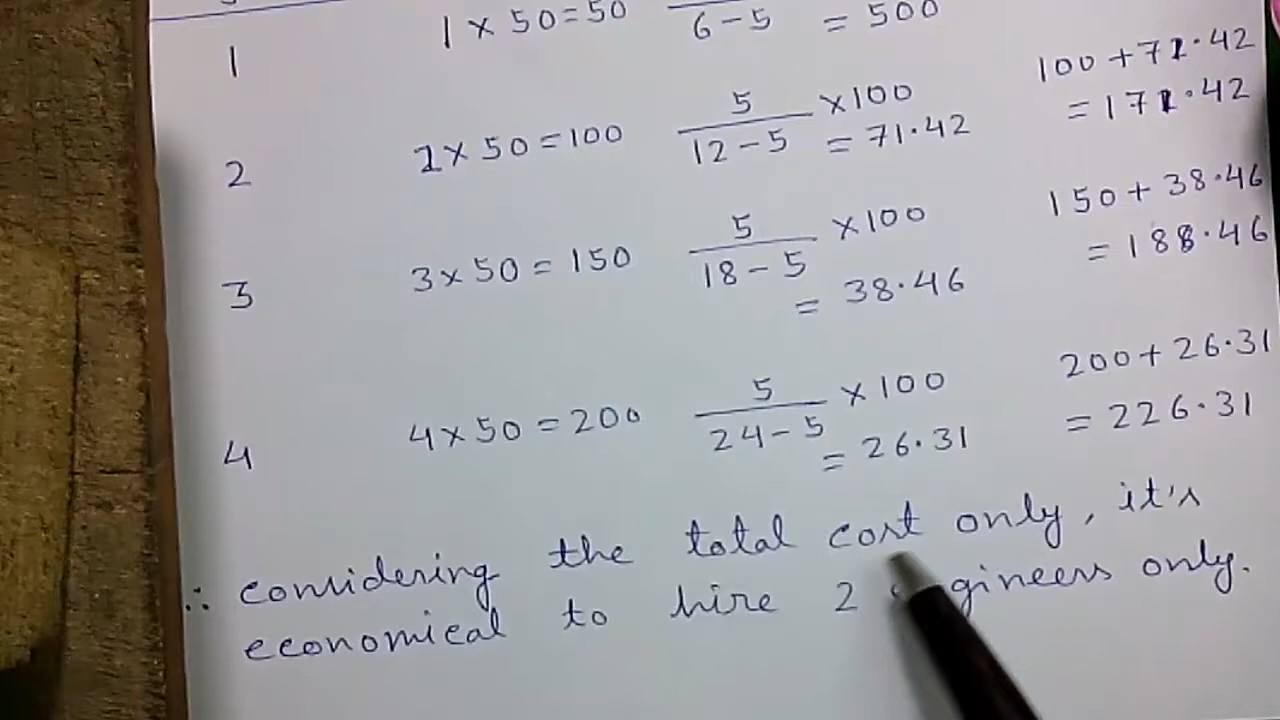 1 1 × 50 = 50 6 - 5 = 500
2 2 × 50 = 100 5 / 12 - 5 × 100 = 71.42 100 + 71.42 = 171.42
3 3 × 50 = 150 5 / 18 - 5 × 100 = 38.46 150 + 38.46 = 188.46
4 4 × 50 = 200 5 / 24 - 5 × 100 = 26.31 200 + 26.31 = 226.31
∴ considering the total cost only, it's
economical to hire 2 only.